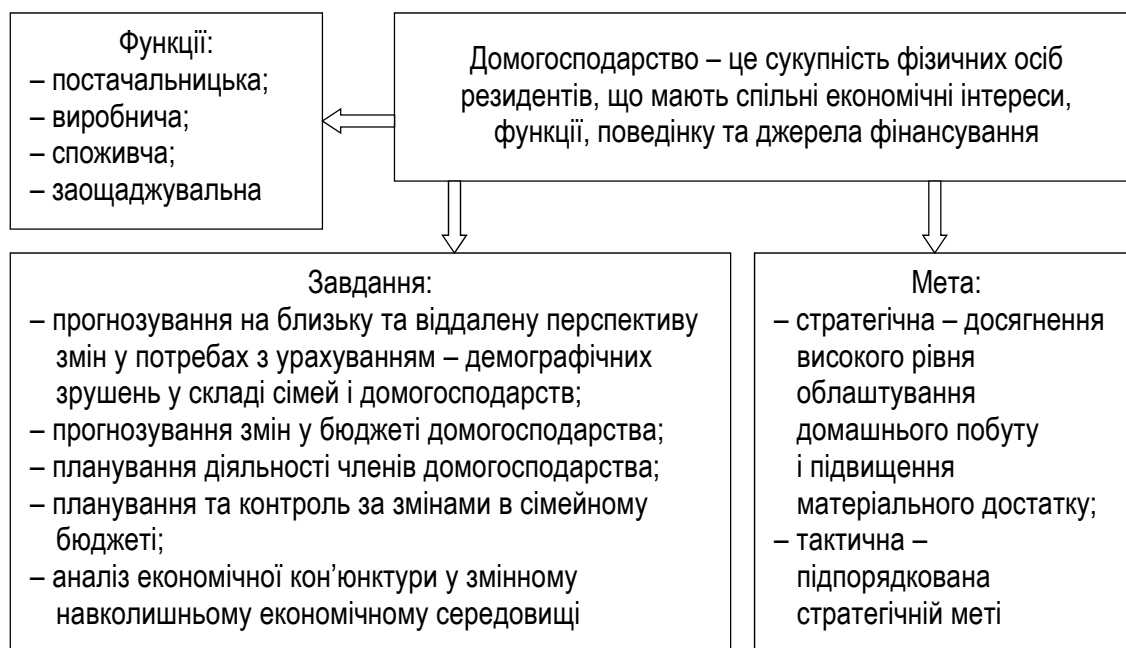 Функції:
– постачальницька;
– виробнича;
– споживча;
– заощаджувальна
Домогосподарство – це сукупність фізичних осіб
резидентів, що мають спільні економічні інтереси,
функції, поведінку та джерела фінансування
Завдання:
– прогнозування на близьку та віддалену перспективу
змін у потребах з урахуванням – демографічних
зрушень у складі сімей і домогосподарств;
– прогнозування змін у бюджеті домогосподарства;
– планування діяльності членів домогосподарства;
– планування та контроль за змінами в сімейному
бюджеті;
– аналіз економічної кон’юнктури у змінному
навколишньому економічному середовищі
Мета:
– стратегічна – досягнення
високого рівня
облаштування
домашнього побуту
і підвищення
матеріального достатку;
– тактична –
підпорядкована
стратегічній меті